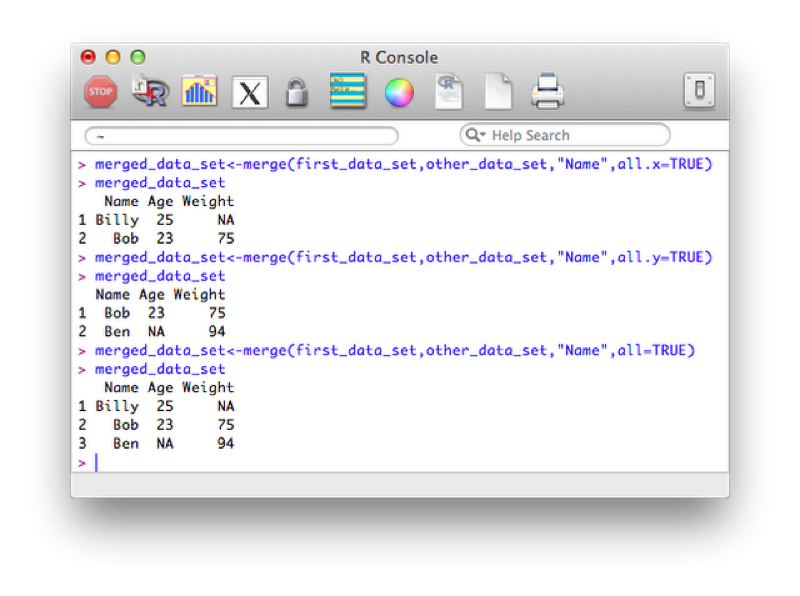 R Console
STOP
~
Help Search
> merged_data_set<-merge(first_data_set,other_data_set,"Name",all.x=TRUE)
> merged_data_set
   Name Age Weight
1 Billy  25     NA
2   Bob  23     75
> merged_data_set<-merge(first_data_set,other_data_set,"Name",all.y=TRUE)
> merged_data_set
  Name Age Weight
1  Bob  23     75
2  Ben  NA     94
> merged_data_set<-merge(first_data_set,other_data_set,"Name",all=TRUE)
> merged_data_set
   Name Age Weight
1 Billy  25     NA
2   Bob  23     75
3   Ben  NA     94
>